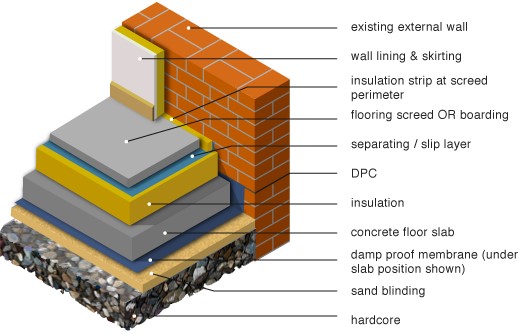 existing external wall
wall lining & skirting
insulation strip at screed
perimeter
flooring screed OR boarding
separating / slip layer
DPC
insulation
concrete floor slab
damp proof membrane (under
slab position shown)
sand blinding
hardcore